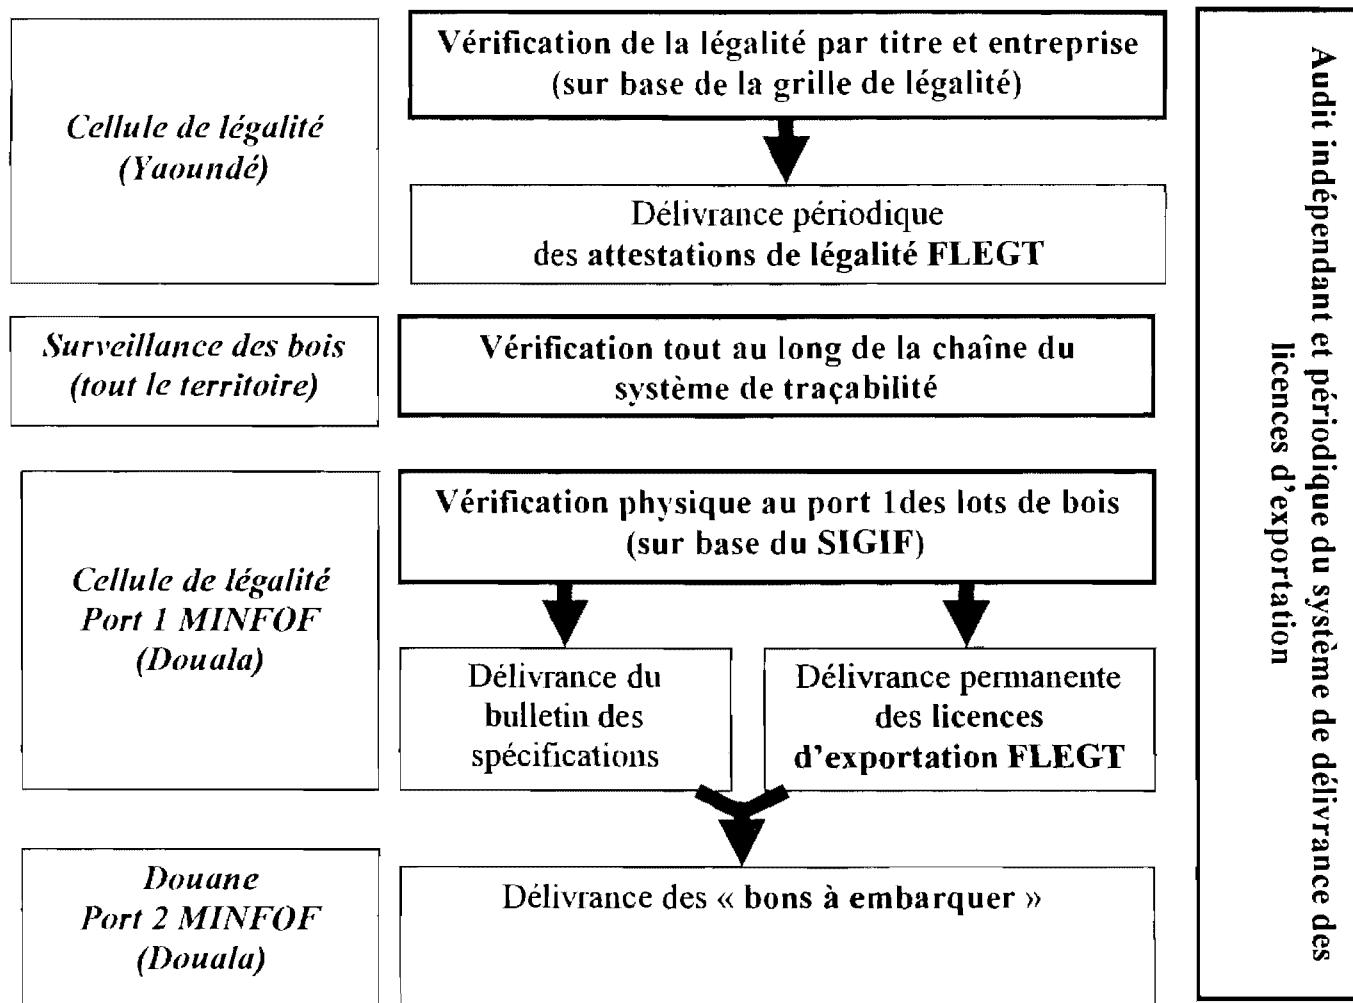 Cellule de légalité
(Yaoundé)
Vérification de la légalité par titre et entreprise
(sur base de la grille de légalité)
Délivrance périodique
des attestations de légalité FLEGT
Surveillance des bois
(tout le territoire)
Vérification tout au long de la chaîne du
système de traçabilité
Cellule de légalité
Port 1 MINFOF
(Douala)
Vérification physique au port 1des lots de bois
(sur base du SIGIF)
Délivrance du
bulletin des
spécifications
Délivrance permanente
des licences
d'exportation FLEGT
Douane
Port 2 MINFOF
(Douala)
Délivrance des « bons à embarquer »
Audit indépendant et périodique du système de délivrance des
licences d'exportation